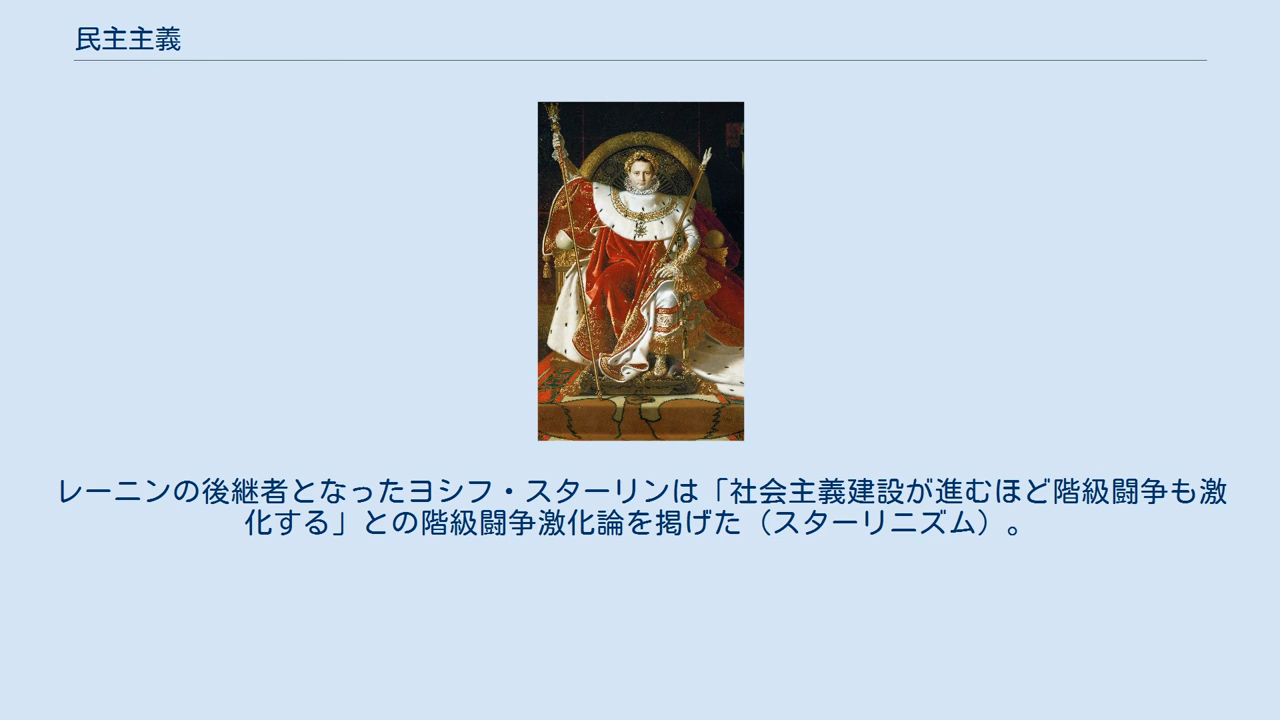 民主主義
レーニンの後継者となったヨシフ・スターリンは「社会主義建設が進むほど階級闘争も激
化する」との階級闘争激化論を掲げた（スターリニズム）。